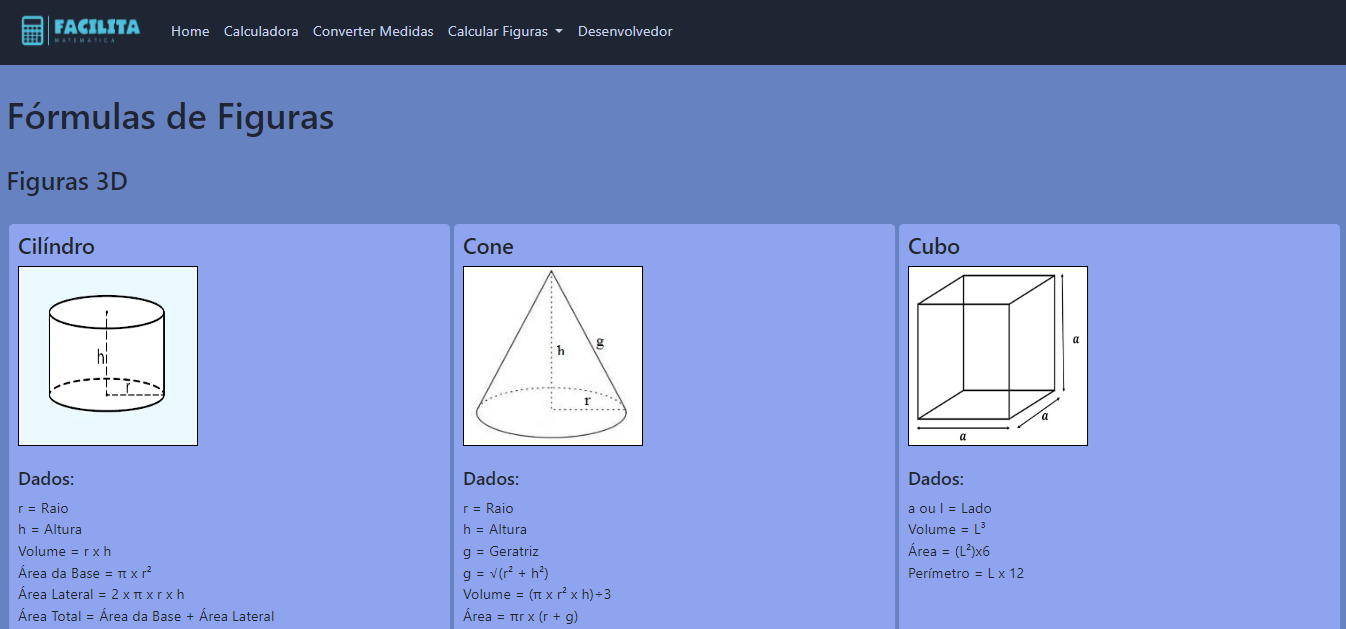 FACILITA
MATEMÁTICA
Home Calculadora Converter Medidas Calcular Figuras Desenvolvedor
Fórmulas de Figuras
Figuras 3D
Cilíndro
h
r
Dados:
r = Raio
h = Altura
Volume = r x h
Área da Base = π x r²
Área Lateral = 2 x π x r x h
Área Total = Área da Base + Área Lateral
Cone
h
g
r
Dados:
r = Raio
h = Altura
g = Geratriz
g = √(r² + h²)
Volume = (π x r² x h)÷3
Área = πr x (r + g)
Cubo
a
a
a
Dados:
a ou l = Lado
Volume = L³
Área = (L²)x6
Perímetro = L x 12